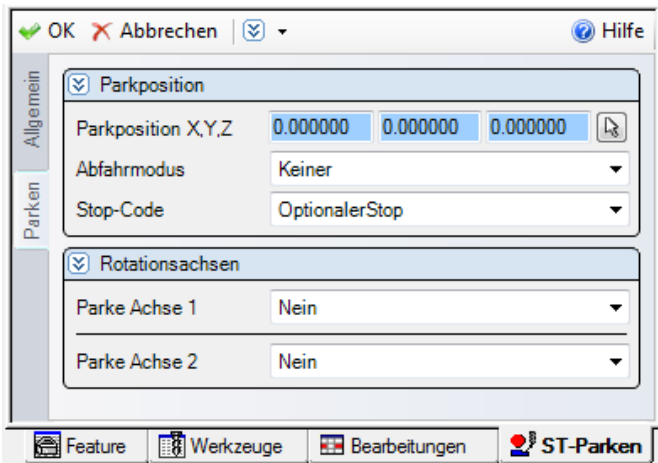 OK Abbrechen Hilfe
Allgemein
Parken
Parkposition
Parkposition X,Y,Z 0.000000 0.000000 0.000000
Abfahrmodus Keiner
Stop-Code OptionalerStop
Rotationsachsen
Parke Achse 1 Nein
Parke Achse 2 Nein
Feature Werkzeuge Bearbeitungen ST-Parken